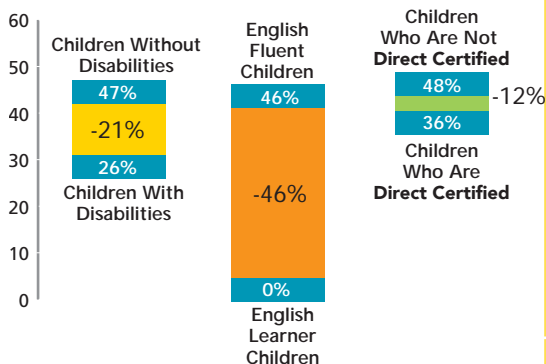 60
50
40
30
20
10
0
Children Without
Disabilities
47%
-21%
26%
Children With
Disabilities
English
Fluent
Children
46%
-46%
0%
English
Learner
Children
Children
Who Are Not
Direct Certified
48%
-12%
36%
Children
Who Are
Direct Certified